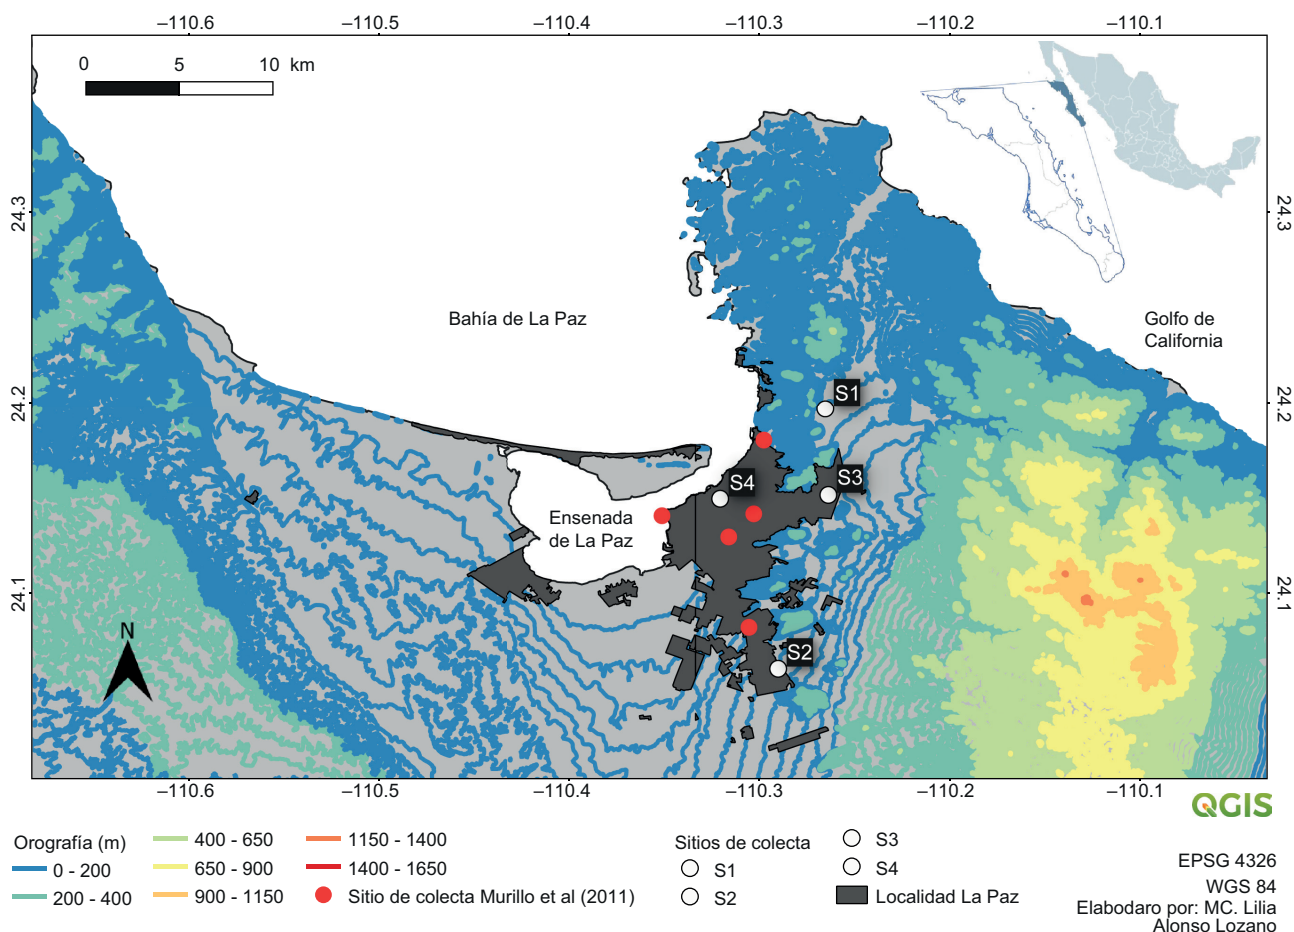 –110.6 –110.5 –110.4 –110.3 –110.2 –110.1
0 5 10 km
24.3 24.3
Bahía de La Paz
Golfo de
California
24.2 24.2
S1
S3
S4
Ensenada
de La Paz
24.1 24.1
N
S2
–110.6 –110.5 –110.4 –110.3 –110.2 –110.1
QGIS
Orografía (m)
0 - 200
200 - 400
400 - 650
650 - 900
900 - 1150
1150 - 1400
1400 - 1650
Sitio de colecta Murillo et al (2011)
Sitios de colecta
S1
S2
S3
S4
Localidad La Paz
EPSG 4326
WGS 84
Elabodaro por: MC. Lilia
Alonso Lozano